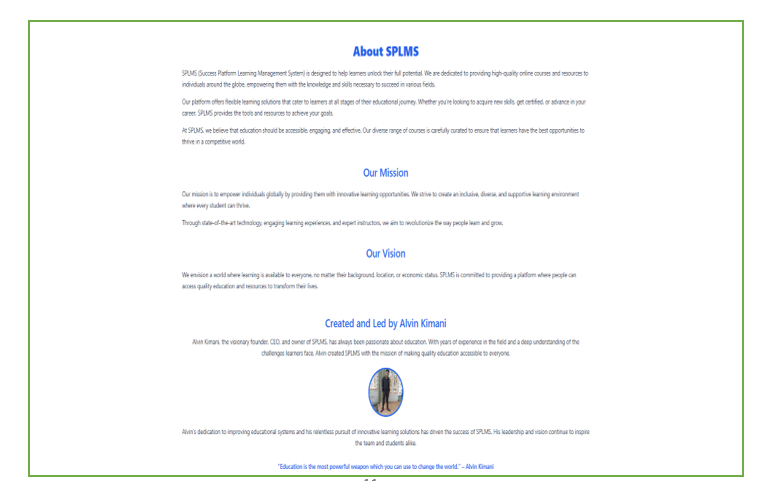 About SPLMS
SPLMS (Success Platform Learning Management System) is designed to help learners unlock their full potential. We are dedicated to providing high-quality online courses and resources to
individuals around the globe, empowering them with the knowledge and skills necessary to succeed in various fields.
Our platform offers flexible learning solutions that cater to learners at all stages of their educational journey. Whether you're looking to acquire new skills, get certified, or advance in your
career, SPLMS provides the tools and resources to achieve your goals.
At SPLMS, we believe that education should be accessible, engaging, and effective. Our diverse range of courses is carefully curated to ensure that learners have the best opportunities to
thrive in a competitive world.
Our Mission
Our mission is to empower individuals globally by providing them with innovative learning opportunities. We strive to create an inclusive, diverse, and supportive learning environment
where every student can thrive.
Through state-of-the-art technology, engaging learning experiences, and expert instructors, we aim to revolutionize the way people learn and grow.
Our Vision
We envision a world where learning is available to everyone, no matter their background, location, or economic status. SPLMS is committed to providing a platform where people can
access quality education and resources to transform their lives.
Created and Led by Alvin Kimani
Alvin Kimani, the visionary founder, CEO, and owner of SPLMS, has always been passionate about education. With years of experience in the field and a deep understanding of the
challenges learners face, Alvin created SPLMS with the mission of making quality education accessible to everyone.
Alvin's dedication to improving educational systems and his relentless pursuit of innovative learning solutions has driven the success of SPLMS. His leadership and vision continue to inspire
the team and students alike.
"Education is the most powerful weapon which you can use to change the world." – Alvin Kimani